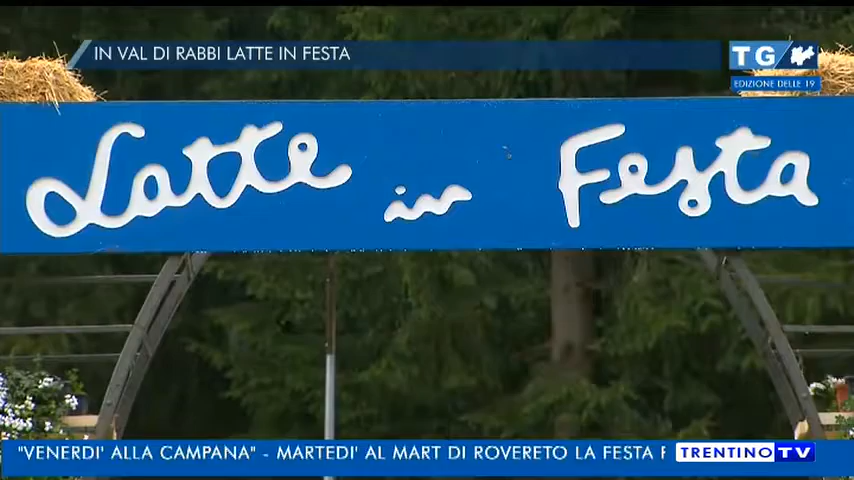 IN VAL DI RABBI LATTE IN FESTA
TG
EDIZIONE DELLE 19
Latte in Festa
"VENERDI' ALLA CAMPANA" - MARTEDI' AL MART DI ROVERETO LA FESTA
TRENTINO TV